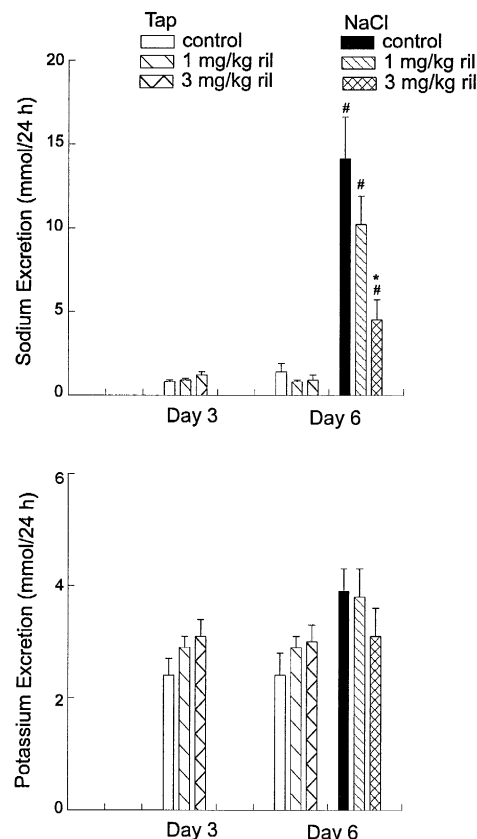 Tap
control
1 mg/kg ril
3 mg/kg ril
NaCl
control
1 mg/kg ril
3 mg/kg ril
Sodium Excretion (mmol/24 h)
20
15
10
5
0
#
#
*
#
Day 3
Day 6
Potassium Excretion (mmol/24 h)
6
4
2
0
Day 3
Day 6